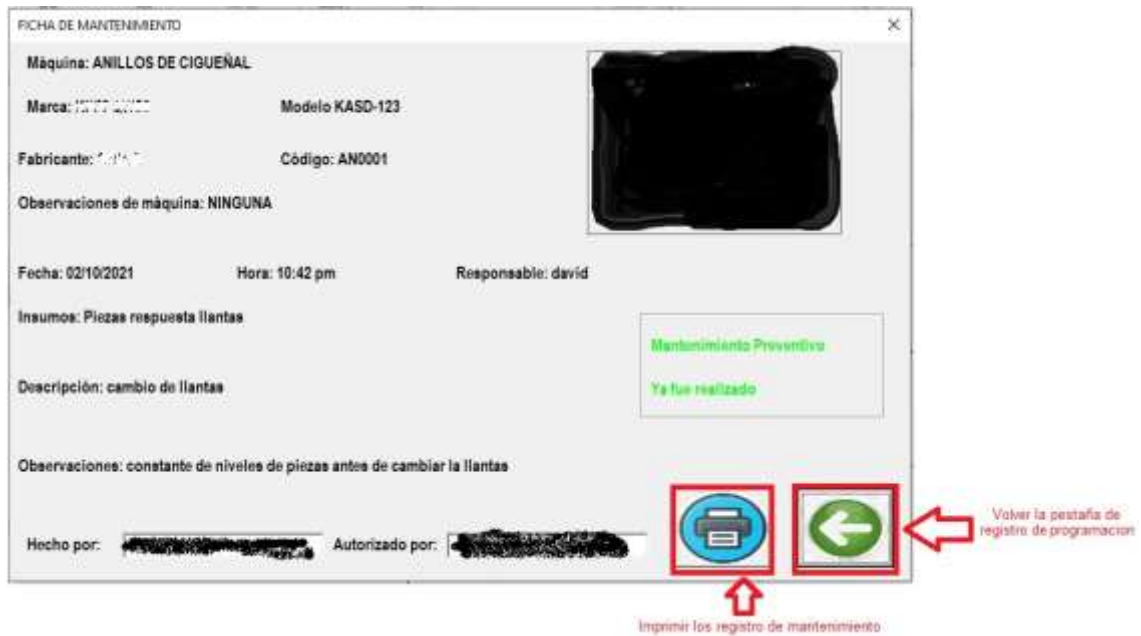 FICHA DE MANTENIMIENTO
Máquina: ANILLOS DE CIGUEÑAL
Marca:
Modelo KASD-123
Fabricante:
Código: AN0001
Observaciones de máquina: NINGUNA
Fecha: 02/10/2021
Hora: 10:42 pm
Responsable: david
Insumos: Piezas respuesta llantas
Mantenimiento Preventivo
Descripción: cambio de llantas
Ya fue realizado
Observaciones: constante de niveles de piezas antes de cambiar la llantas
Hecho por:
Autorizado por:
Volver la pestaña de
registro de programacion
Imprimir los registro de mantenimiento